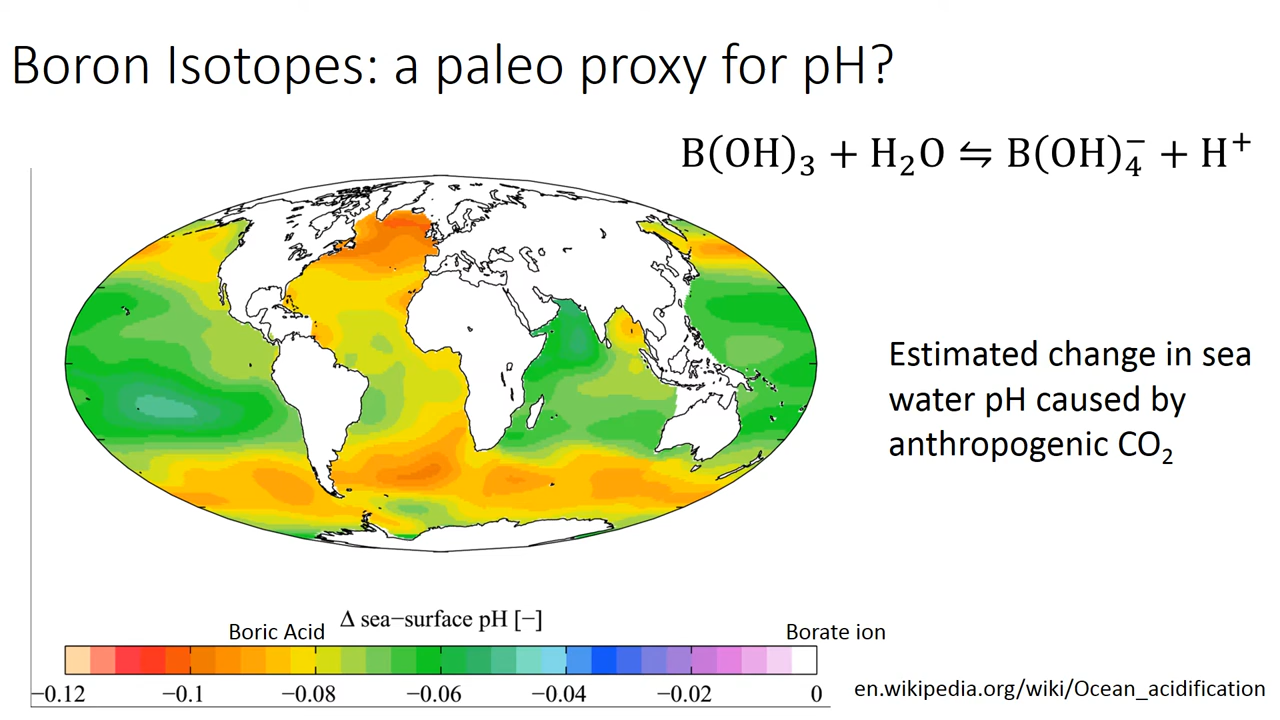 Boron Isotopes: a paleo proxy for pH?
B(OH)₃ + H₂O ⇋ B(OH)₄⁻ + H⁺
Estimated change in sea
water pH caused by
anthropogenic CO₂
Boric Acid
Δ sea−surface pH [−]
Borate ion
−0.12 −0.1 −0.08 −0.06 −0.04 −0.02 0
en.wikipedia.org/wiki/Ocean_acidification